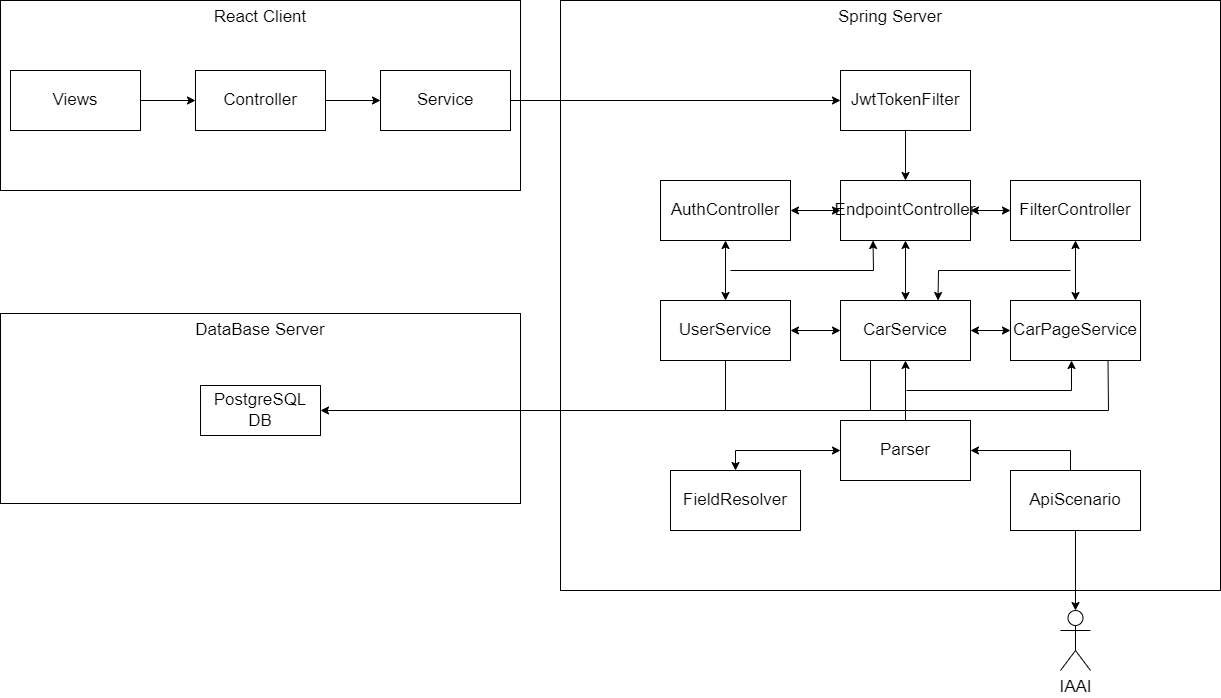 React Client
Spring Server
Views
Controller
Service
JwtTokenFilter
AuthController
EndpointController
FilterController
UserService
CarService
CarPageService
DataBase Server
PostgreSQL
DB
Parser
FieldResolver
ApiScenario
IAAI